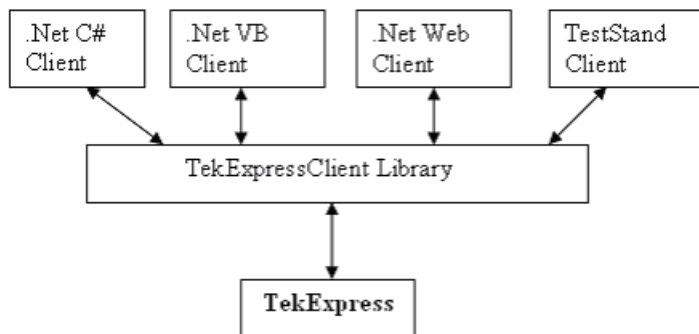 .Net C#
Client
.Net VB
Client
.Net Web
Client
TestStand
Client
TekExpressClient Library
TekExpress